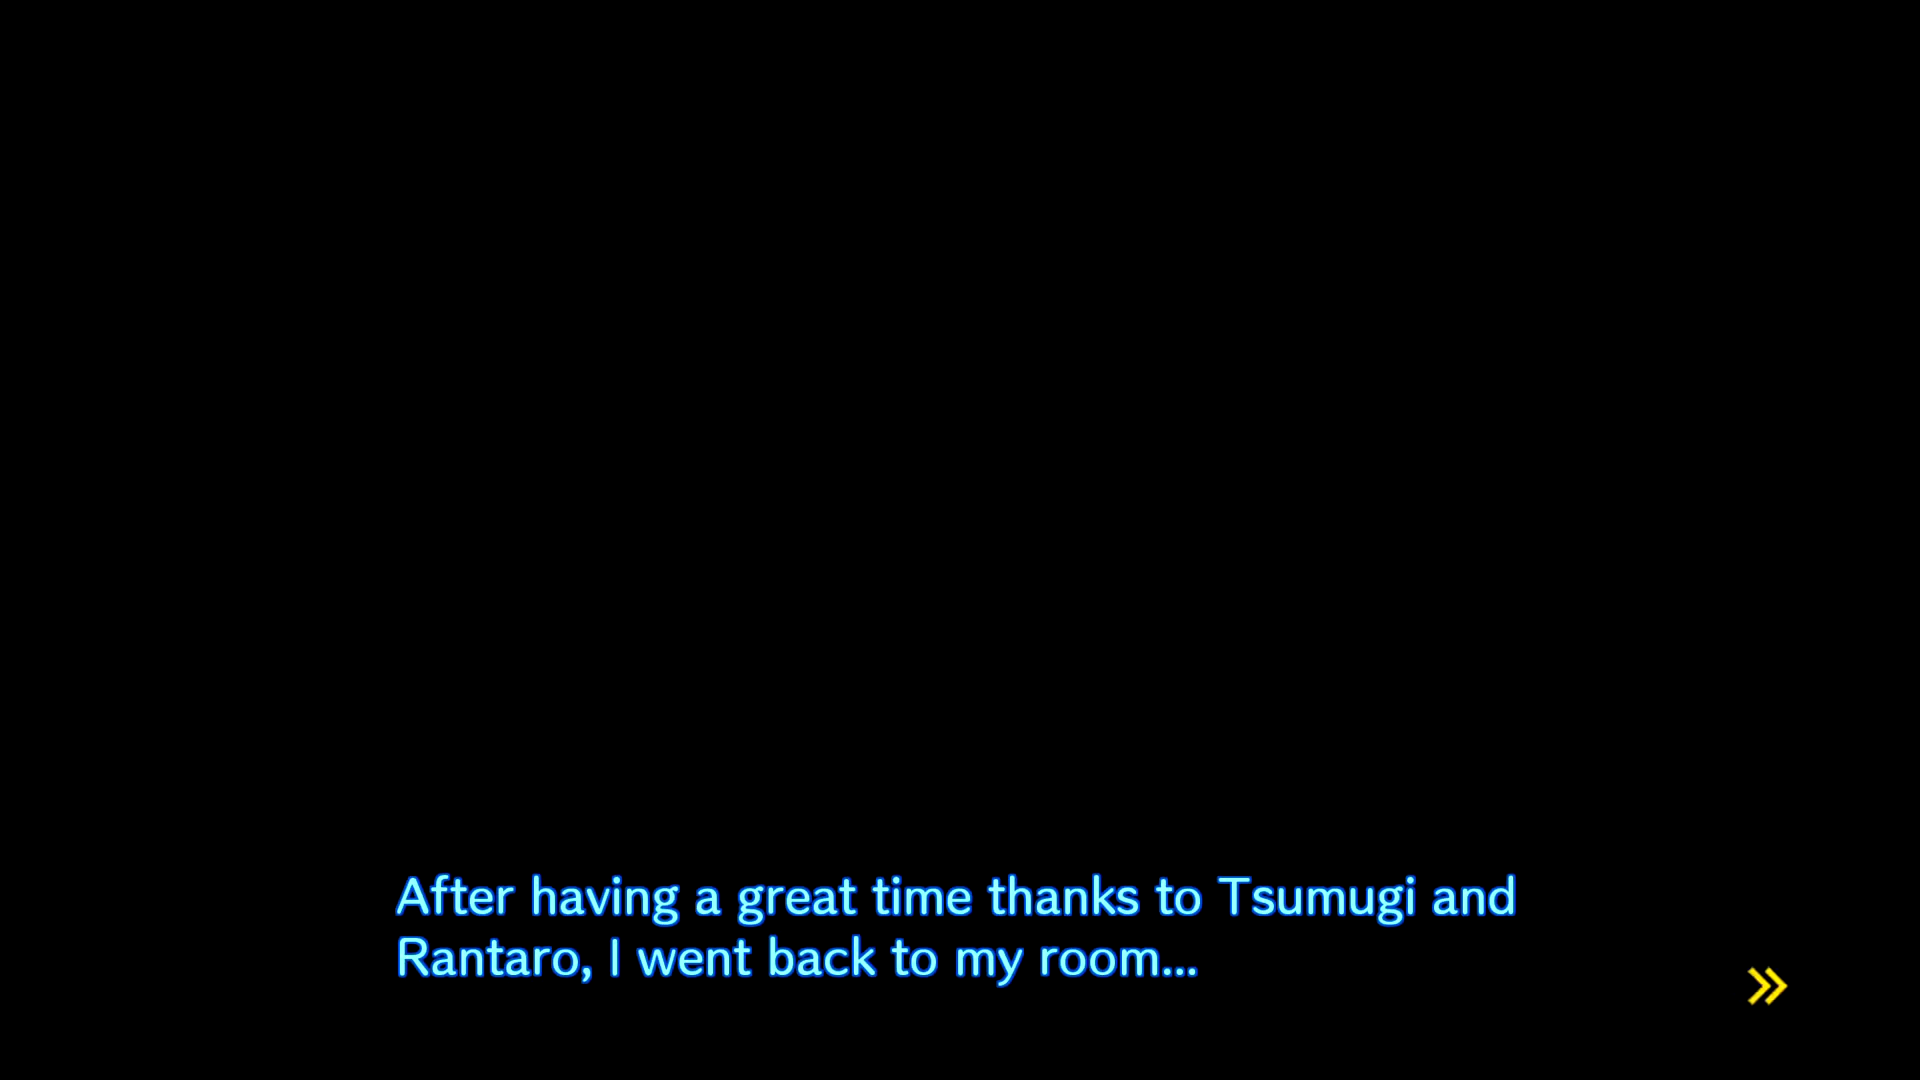 After having a great time thanks to Tsumugi and
Rantaro, I went back to my room...